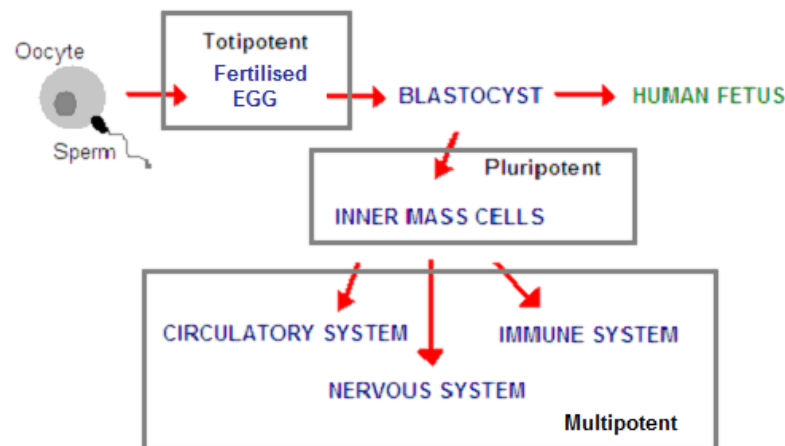 Oocyte
Sperm
Totipotent
Fertilised
EGG
BLASTOCYST
HUMAN FETUS
Pluripotent
INNER MASS CELLS
CIRCULATORY SYSTEM
IMMUNE SYSTEM
NERVOUS SYSTEM
Multipotent